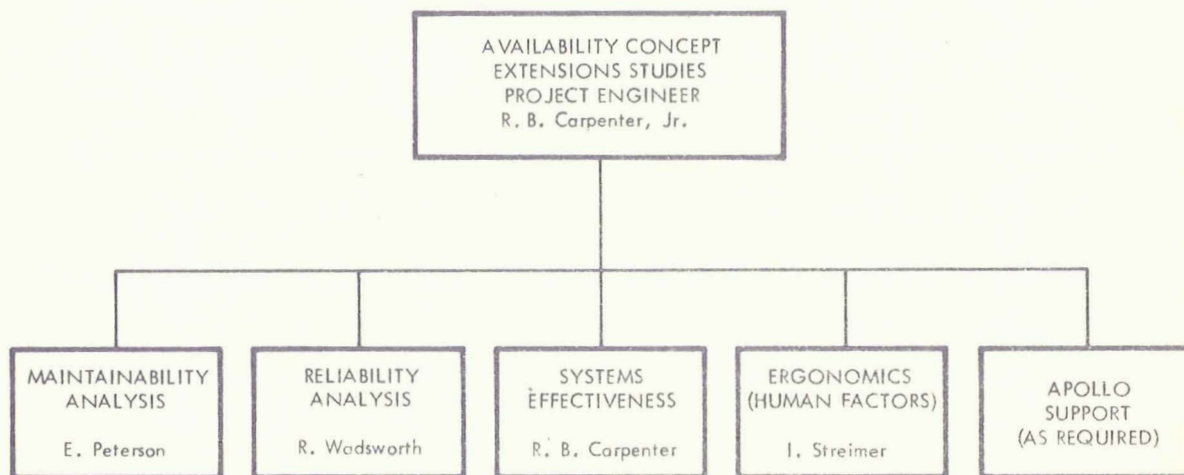 AVAILABILITY CONCEPT
EXTENSIONS STUDIES
PROJECT ENGINEER
R. B. Carpenter, Jr.
MAINTAINABILITY
ANALYSIS
E. Peterson
RELIABILITY
ANALYSIS
R. Wadsworth
SYSTEMS
EFFECTIVENESS
R. B. Carpenter
ERGONOMICS
(HUMAN FACTORS)
I. Streimer
APOLLO
SUPPORT
(AS REQUIRED)